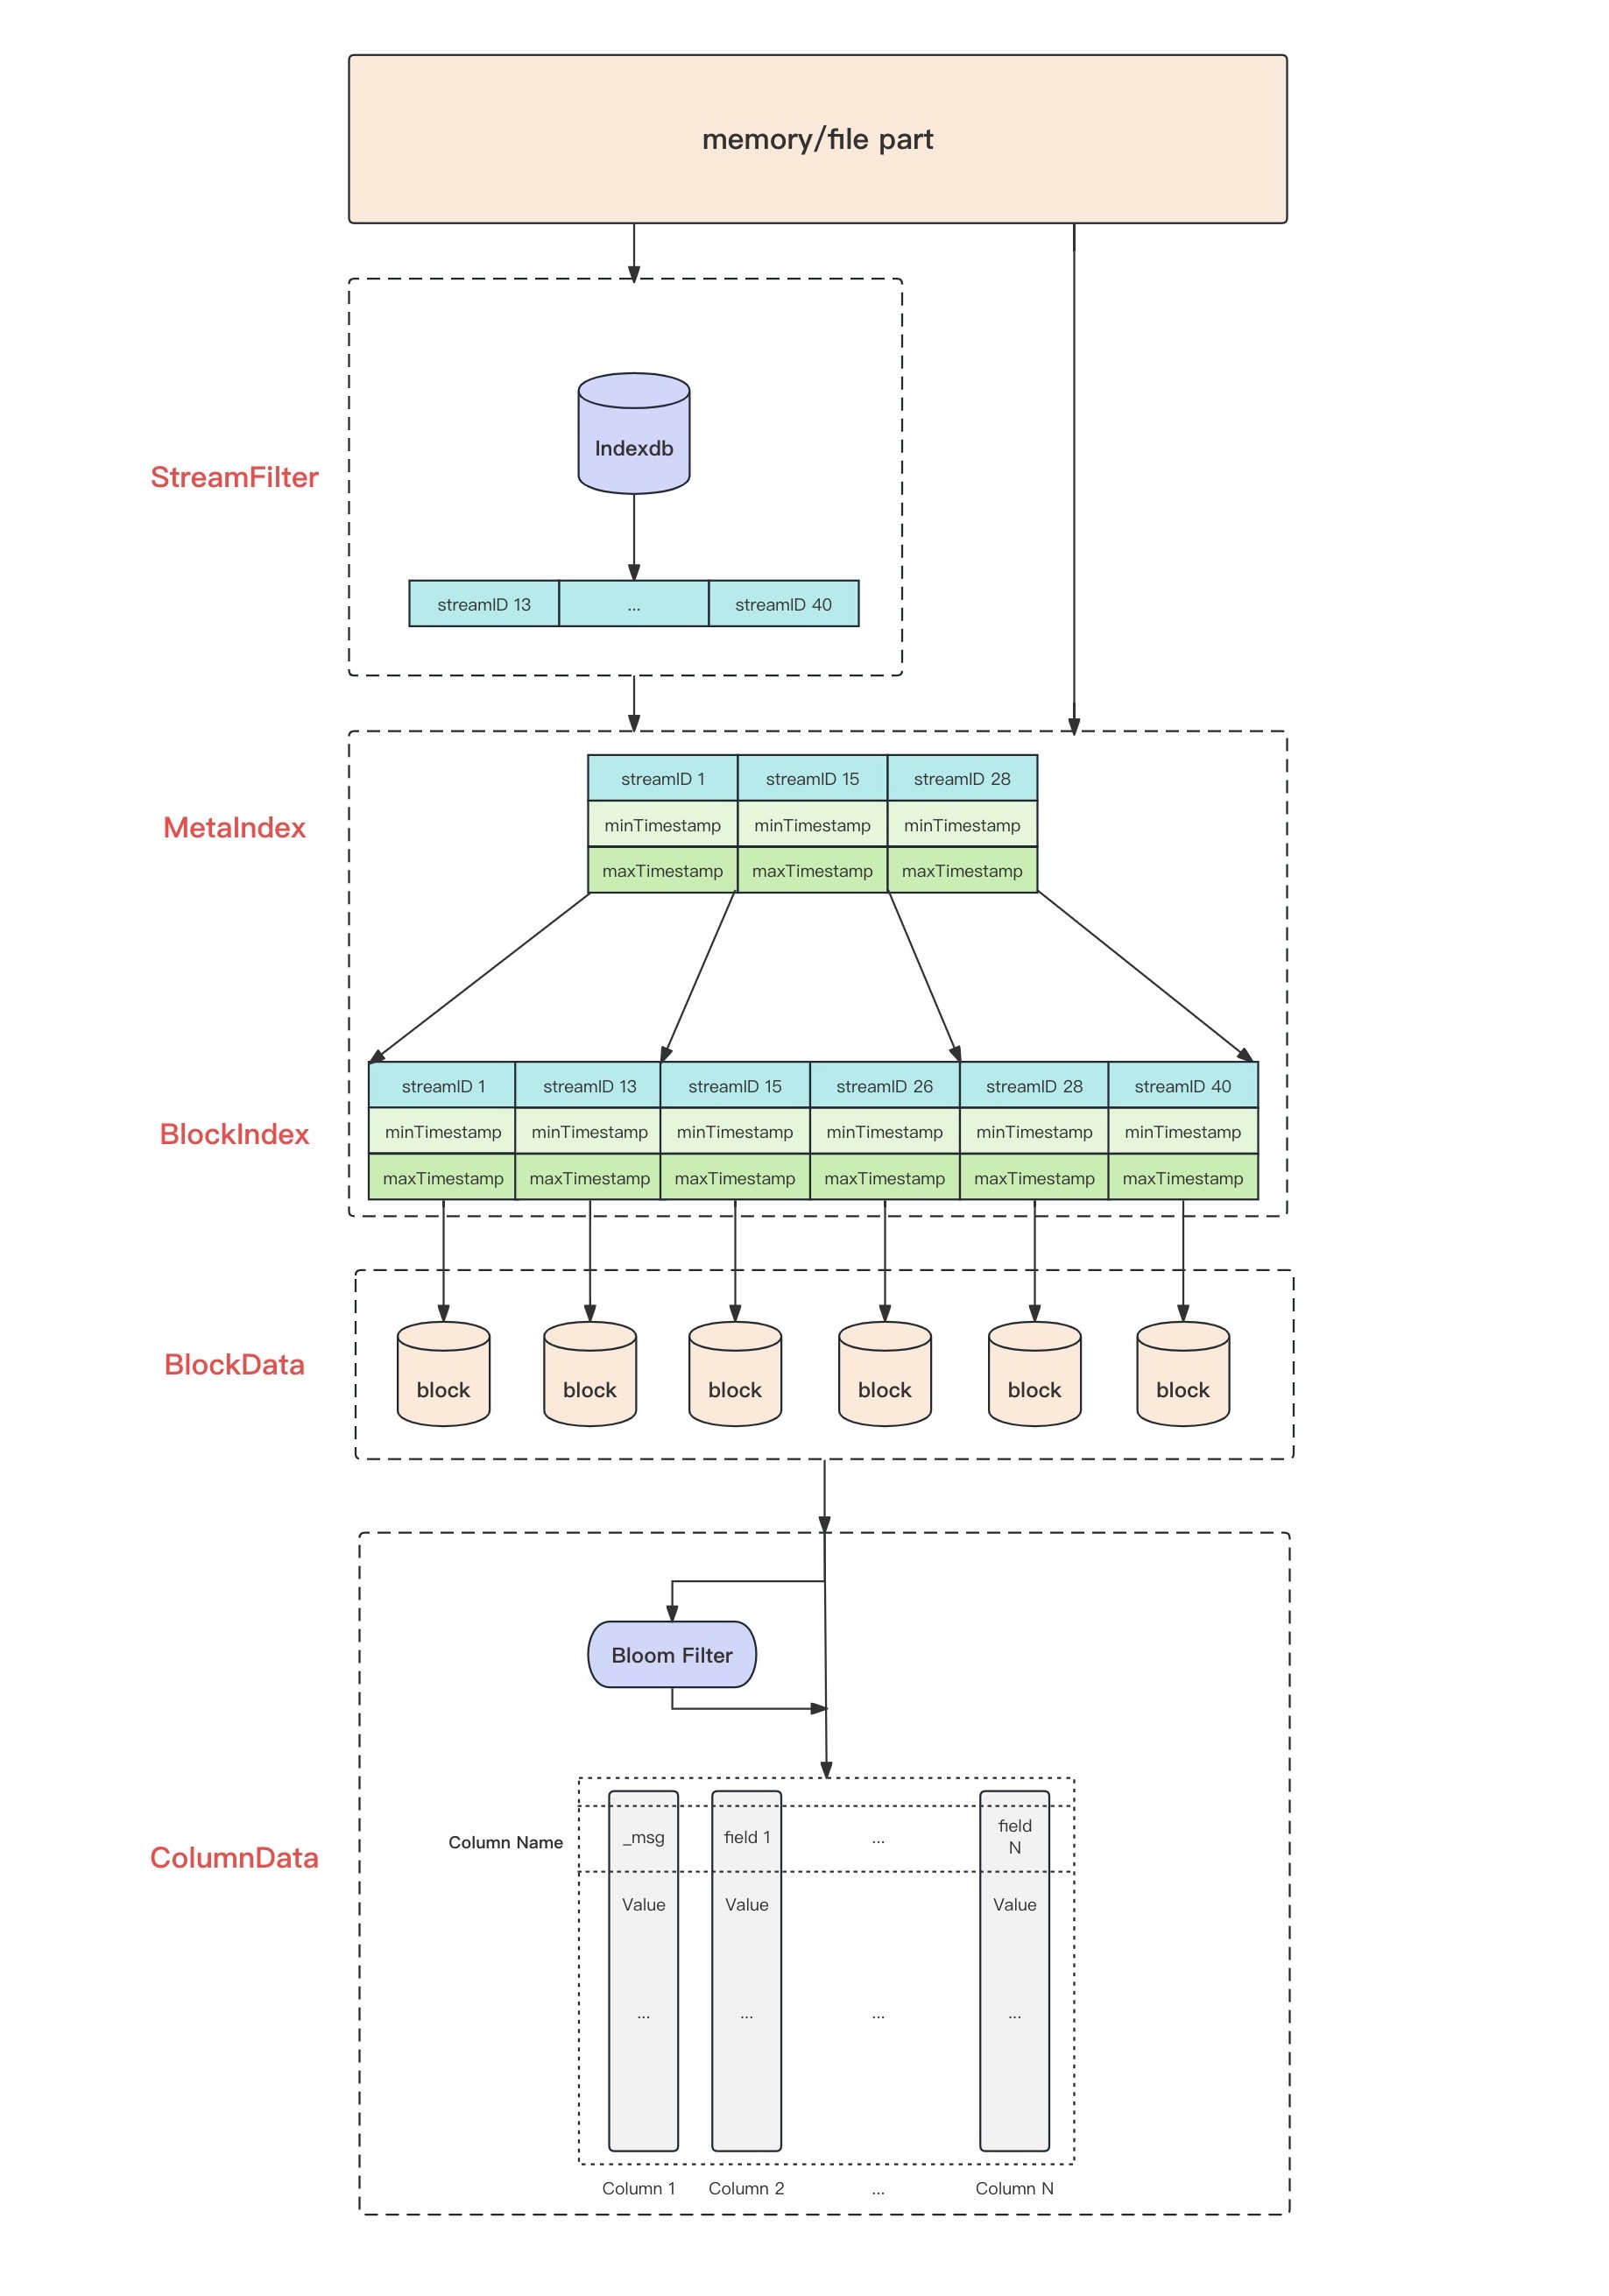 memory/file part
StreamFilter
Indexdb
streamID 13 ... streamID 40
MetaIndex
streamID 1 streamID 15 streamID 28
minTimestamp minTimestamp minTimestamp
maxTimestamp maxTimestamp maxTimestamp
BlockIndex
streamID 1 streamID 13 streamID 15 streamID 26 streamID 28 streamID 40
minTimestamp minTimestamp minTimestamp minTimestamp minTimestamp minTimestamp
maxTimestamp maxTimestamp maxTimestamp maxTimestamp maxTimestamp maxTimestamp
BlockData
block block block block block block
Bloom Filter
ColumnData
Column Name _msg field 1 ... field
N
Value Value Value
... ... ... ...
Column 1 Column 2 ... Column N